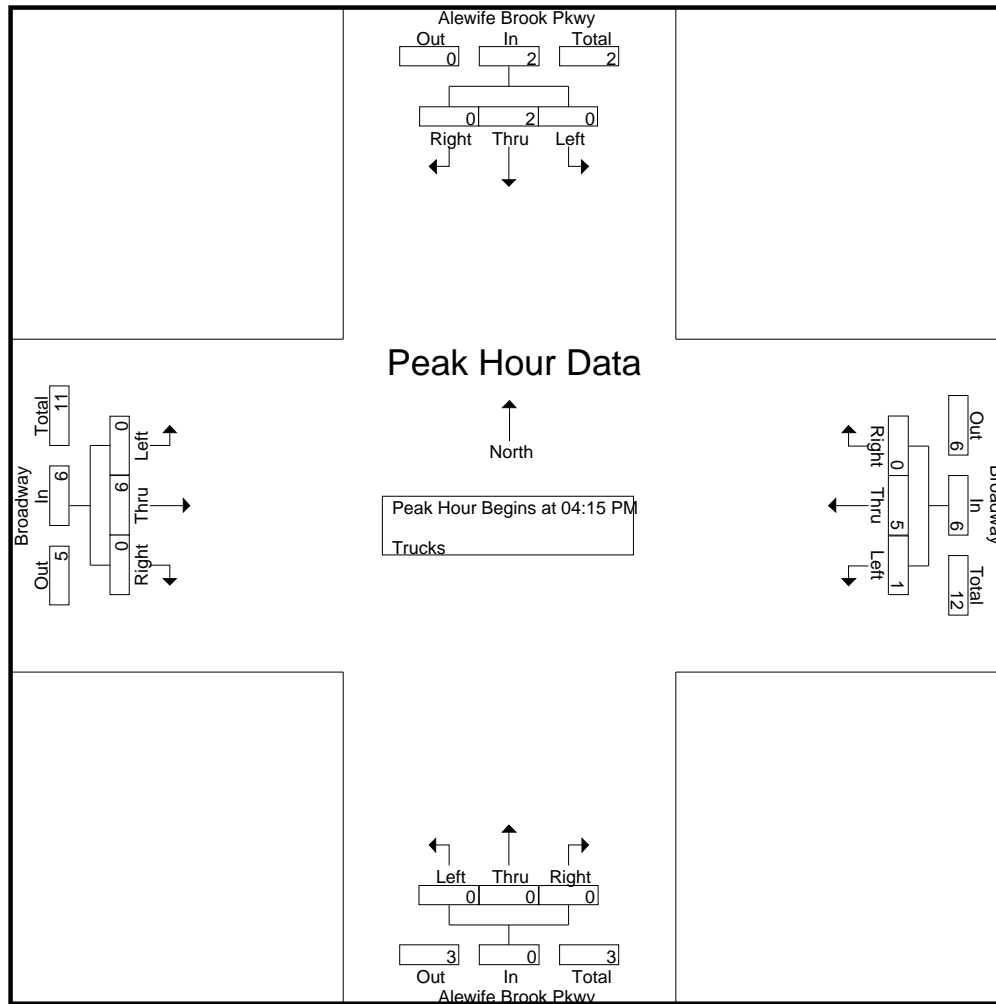 Alewife Brook Pkwy
Out In Total
0 2 2
0 2 0
Right Thru Left
Peak Hour Data
North
Peak Hour Begins at 04:15 PM
Trucks
Broadway
Total In Out
11 6 5
0 6 0
Left Thru Right
Right Thru Left
0 5 1
6 6 12
Out In Total
Broadway
Left Thru Right
0 0 0
3 0 3
Out In Total
Alewife Brook Pkwy